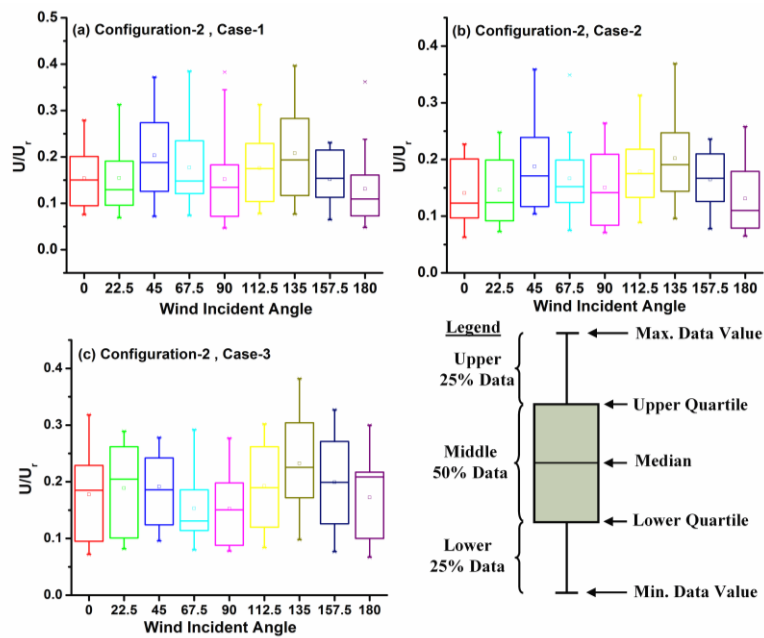 (a) Configuration-2 , Case-1
U/Ur
0.5
0.4
0.3
0.2
0.1
0.0
0 22.5 45 67.5 90 112.5 135 157.5 180
Wind Incident Angle
(b) Configuration-2, Case-2
U/Ur
0.4
0.3
0.2
0.1
0.0
0 22.5 45 67.5 90 112.5 135 157.5 180
Wind Incident Angle
(c) Configuration-2 , Case-3
U/Ur
0.4
0.3
0.2
0.1
0.0
0 22.5 45 67.5 90 112.5 135 157.5 180
Wind Incident Angle
Legend
Upper
25% Data
Middle
50% Data
Lower
25% Data
Max. Data Value
Upper Quartile
Median
Lower Quartile
Min. Data Value